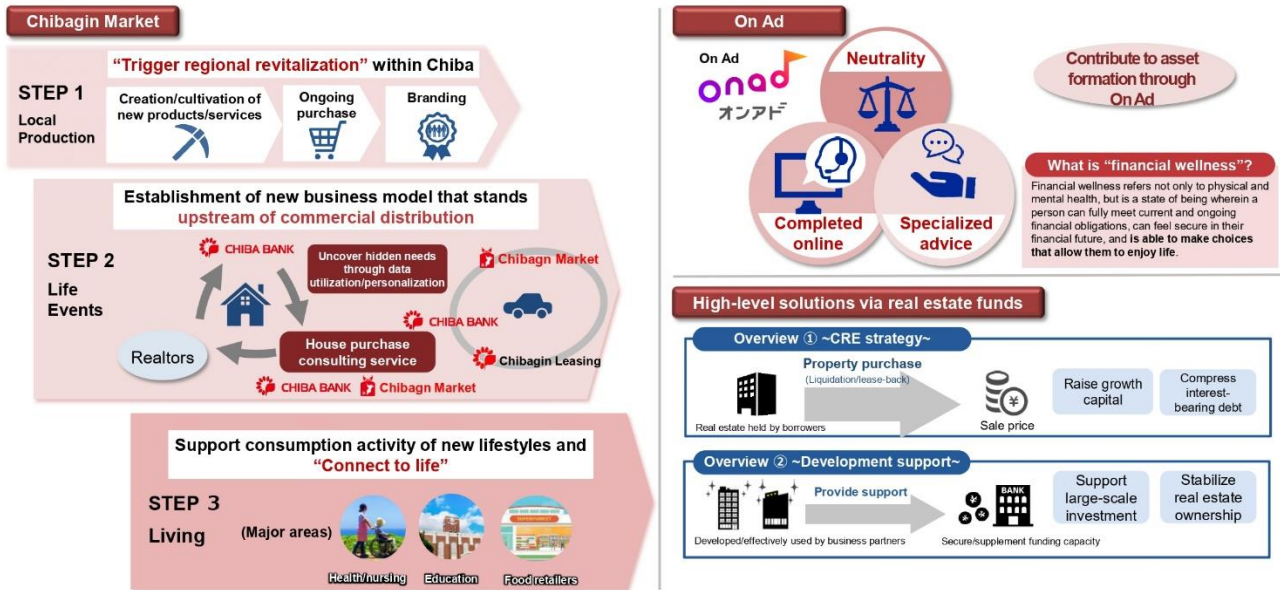 Chibagin Market
"Trigger regional revitalization" within Chiba
STEP 1
Local
Production
Creation/cultivation of
new products/services
Ongoing
purchase
Branding
Establishment of new business model that stands
upstream of commercial distribution
STEP 2
Life
Events
CHIBA BANK
Uncover hidden needs
through data
utilization/personalization
Realtors
House purchase
consulting service
CHIBA BANK
Chibagn Market
Chibagn Market
CHIBA BANK
Chibagin Leasing
Support consumption activity of new lifestyles and
"Connect to life"
STEP 3
Living
(Major areas)
SUPERMARKET
Health/nursing
Education
Food retailers
On Ad
On Ad
onad
オンアド
Neutrality
Completed
online
Specialized
advice
Contribute to asset
formation through
On Ad
What is "financial wellness"?
Financial wellness refers not only to physical and
mental health, but is a state of being wherein a
person can fully meet current and ongoing
financial obligations, can feel secure in their
financial future, and is able to make choices
that allow them to enjoy life.
High-level solutions via real estate funds
Overview ① ~CRE strategy~
Property purchase
(Liquidation/lease-back)
Real estate held by borrowers
¥
Sale price
Raise growth
capital
Compress
interest-
bearing debt
Overview ② ~Development support~
Provide support
Developed/effectively used by business partners
¥
¥
¥
BANK
Secure/supplement funding capacity
Support
large-scale
investment
Stabilize
real estate
ownership